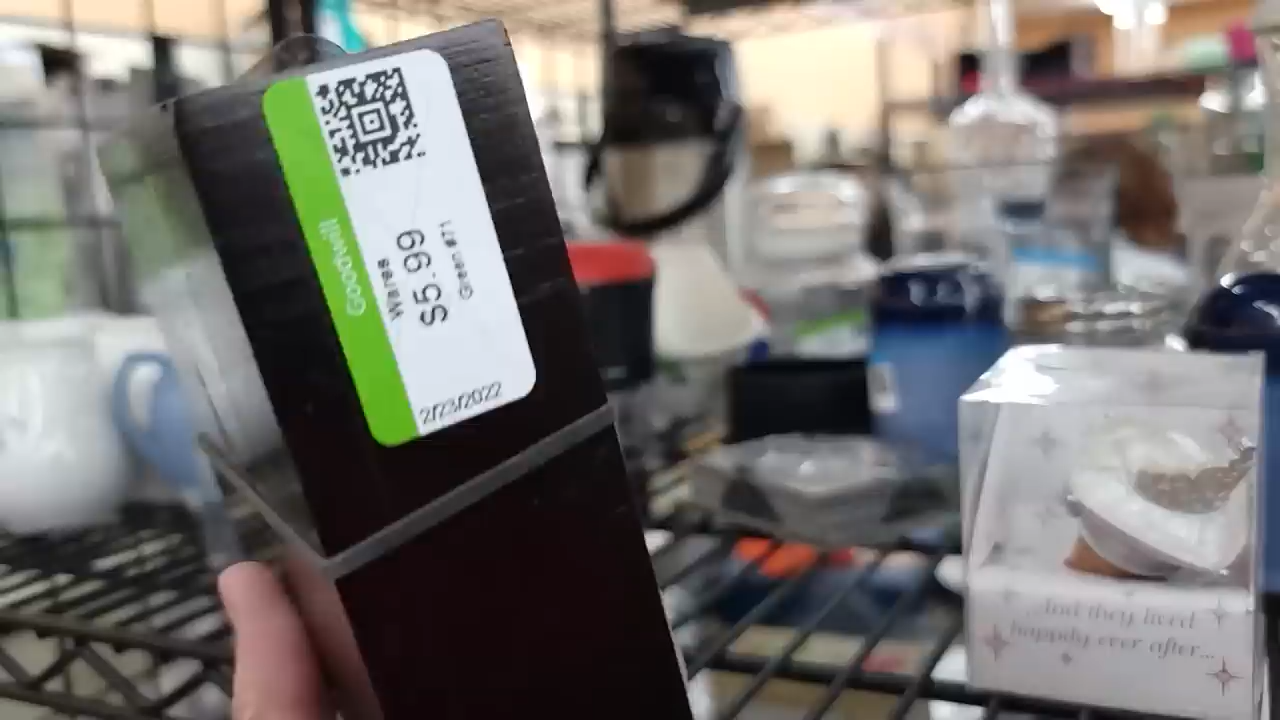 Goodwill
Wares
$5.99
Green #71
2/23/2022
...And they lived
happily ever after...